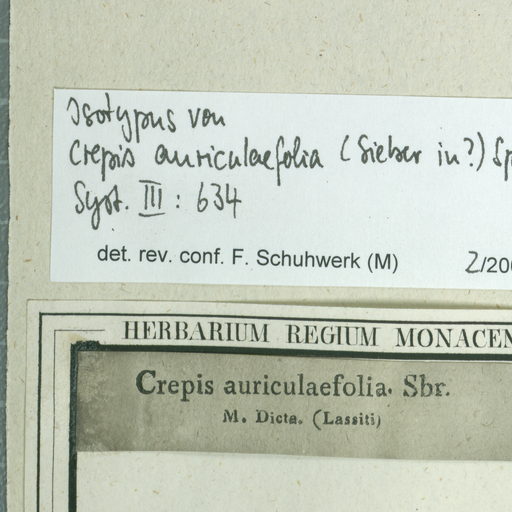 Isotypus von
Crepis auriculaefolia (Sieber in?) Sp
Syst. III : 634
det. rev. conf. F. Schuhwerk (M) 2/200
HERBARIUM REGIUM MONACEN
Crepis auriculaefolia. Sbr.
M. Dicta. (Lassiti)